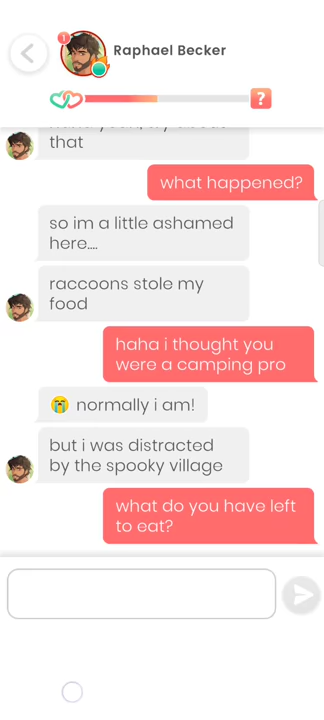 1
Raphael Becker
?
that
what happened?
so im a little ashamed
here....
raccoons stole my
food
haha i thought you
were a camping pro
😭 normally i am!
but i was distracted
by the spooky village
what do you have left
to eat?